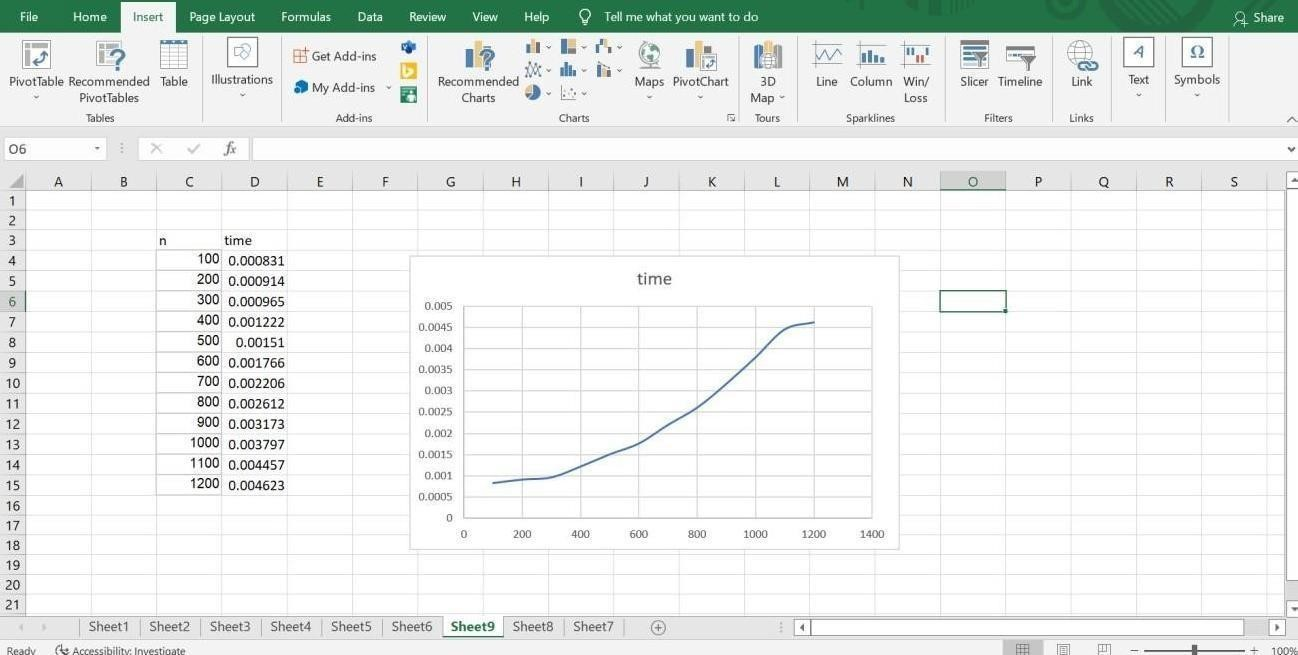 File Home Insert Page Layout Formulas Data Review View Help Tell me what you want to do Share
PivotTable Recommended PivotTables Table Illustrations Get Add-ins My Add-ins Recommended Charts Maps PivotChart 3D Map Line Column Win/ Loss Slicer Timeline Link Text Symbols
Tables Add-ins Charts Tours Sparklines Filters Links
O6 fx
A B C D E F G H I J K L M N O P Q R S
1
2
3 n time
4 100 0.000831
5 200 0.000914
6 300 0.000965
7 400 0.001222
8 500 0.00151
9 600 0.001766
10 700 0.002206
11 800 0.002612
12 900 0.003173
13 1000 0.003797
14 1100 0.004457
15 1200 0.004623
16
17
18
19
20
21
time
0.005
0.0045
0.004
0.0035
0.003
0.0025
0.002
0.0015
0.001
0.0005
0
0 200 400 600 800 1000 1200 1400
Sheet1 Sheet2 Sheet3 Sheet4 Sheet5 Sheet6 Sheet9 Sheet8 Sheet7
Ready Accessibility: Investigate 100%